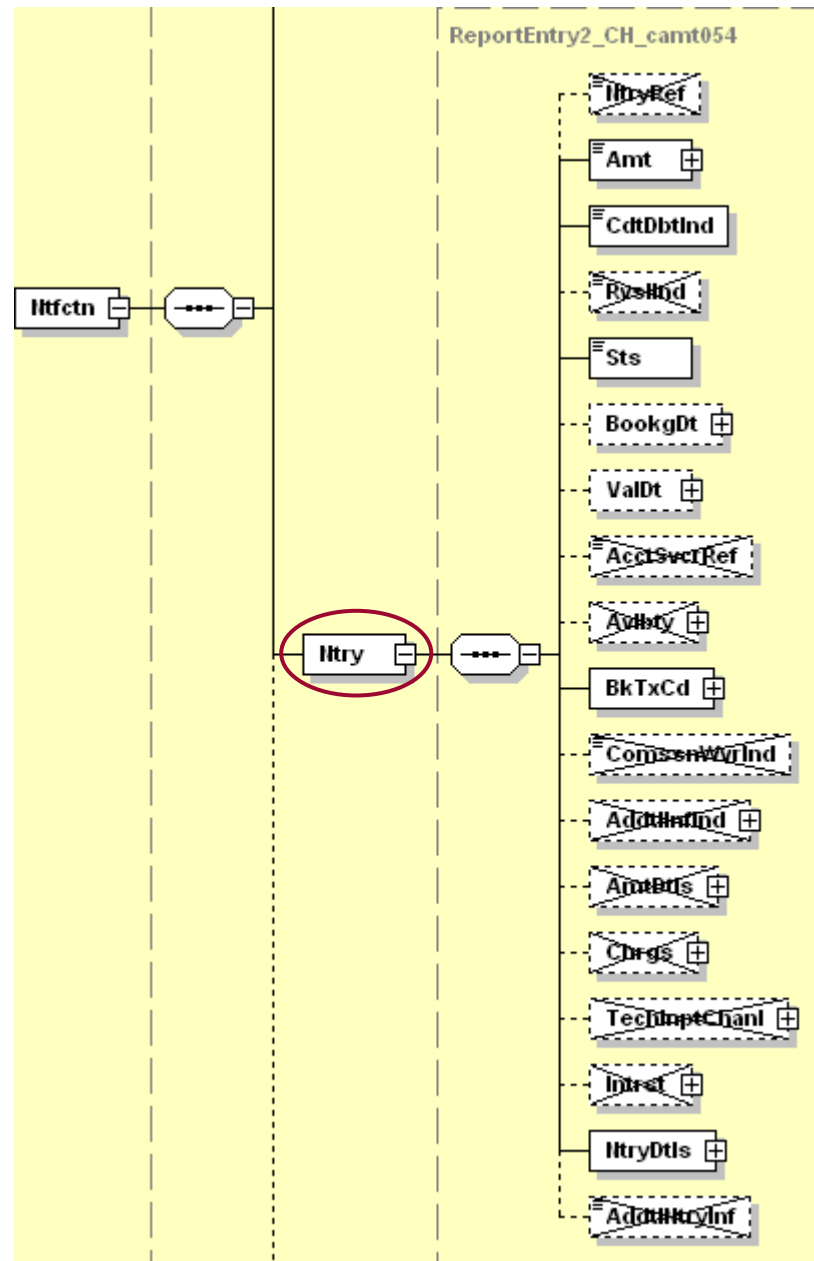 ReportEntry2_CH_camt054
NtryRef
Amt
CdtDbtInd
RvslInd
Ntfctn
Sts
BookgDt
ValDt
AcctSvcrRef
Avlbty
Ntry
BkTxCd
ComssnWvrInd
AddtlInfInd
AmtDtls
Chrgs
TechInptChanl
Intrst
NtryDtls
AddtlNtryInf